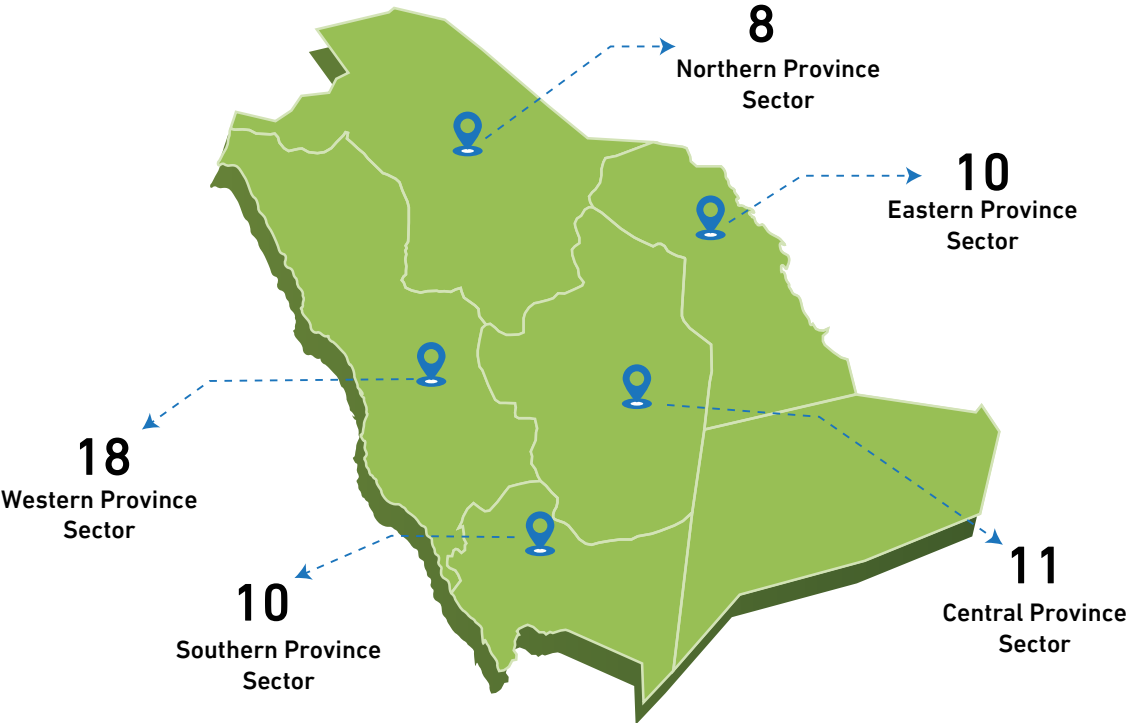 8
Northern Province
Sector
10
Eastern Province
Sector
18
Western Province
Sector
10
Southern Province
Sector
11
Central Province
Sector